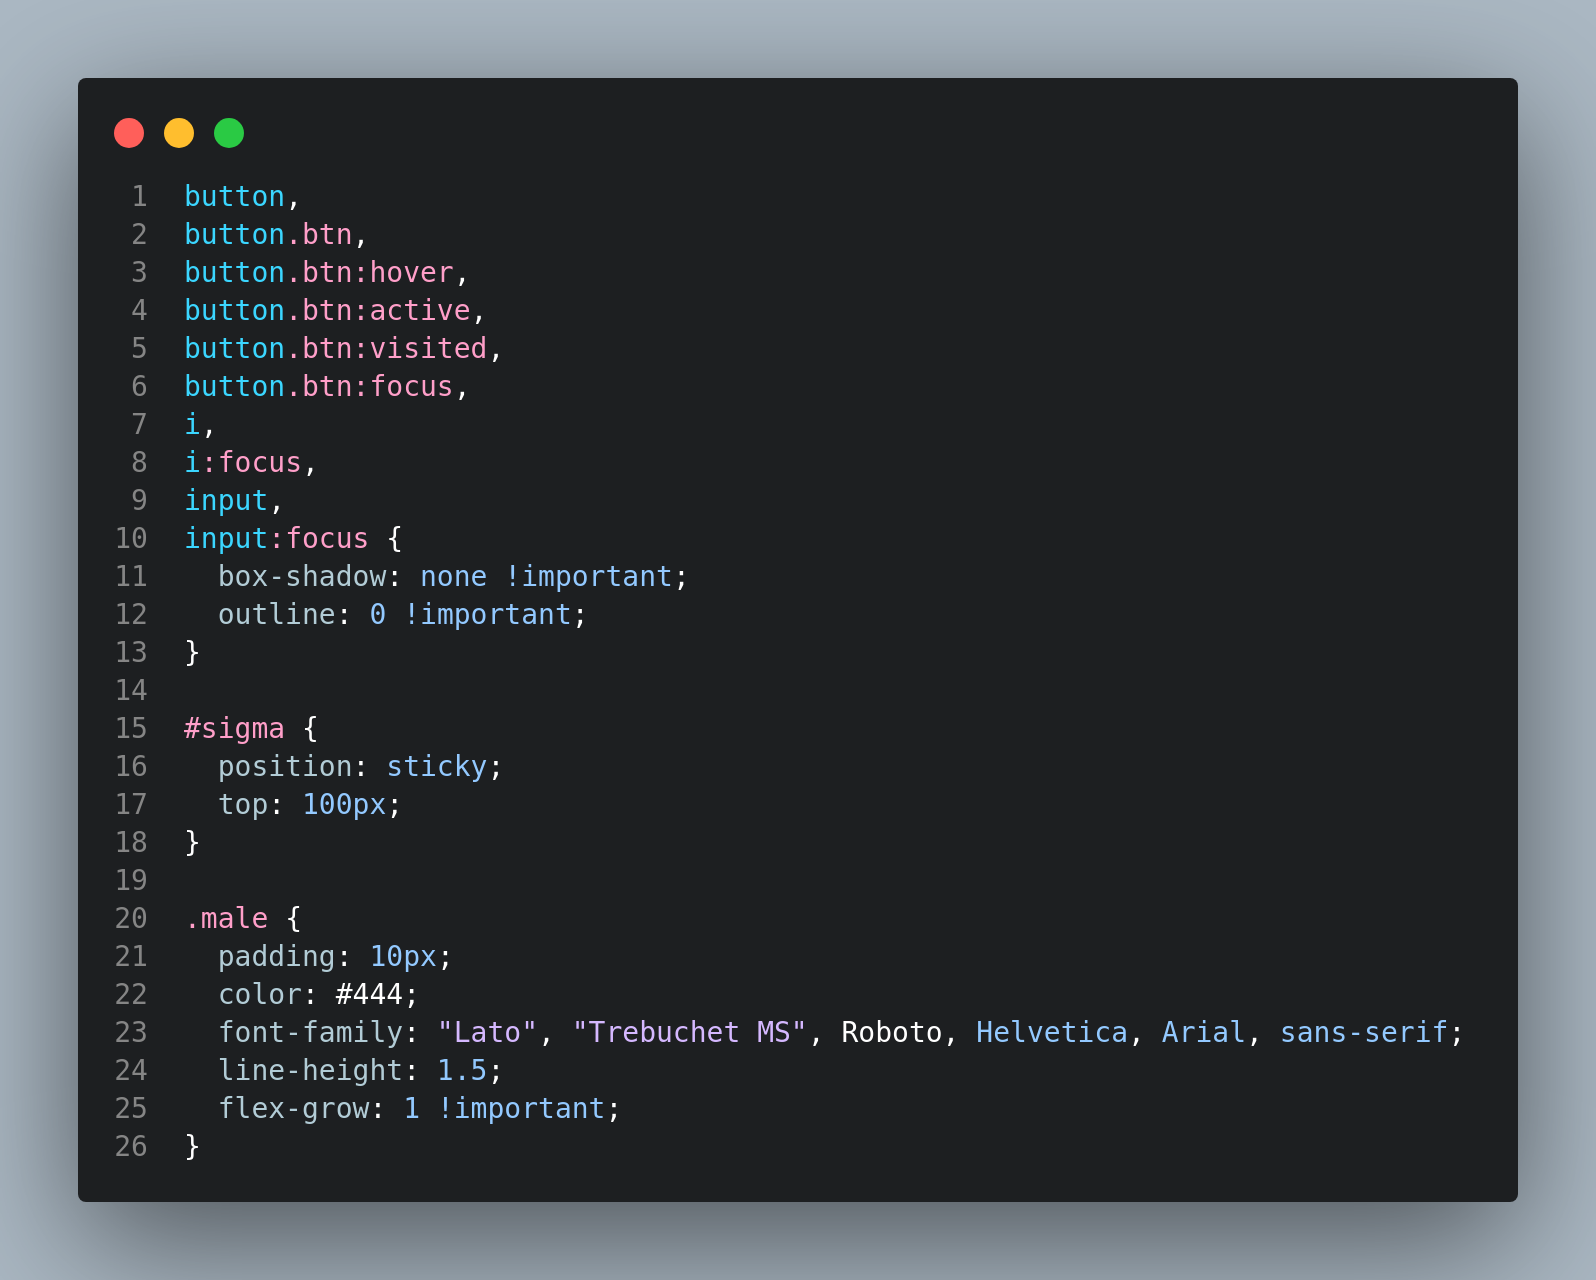 1 button,
2 button.btn,
3 button.btn:hover,
4 button.btn:active,
5 button.btn:visited,
6 button.btn:focus,
7 i,
8 i:focus,
9 input,
10 input:focus {
11   box-shadow: none !important;
12   outline: 0 !important;
13 }
14
15 #sigma {
16   position: sticky;
17   top: 100px;
18 }
19
20 .male {
21   padding: 10px;
22   color: #444;
23   font-family: "Lato", "Trebuchet MS", Roboto, Helvetica, Arial, sans-serif;
24   line-height: 1.5;
25   flex-grow: 1 !important;
26 }